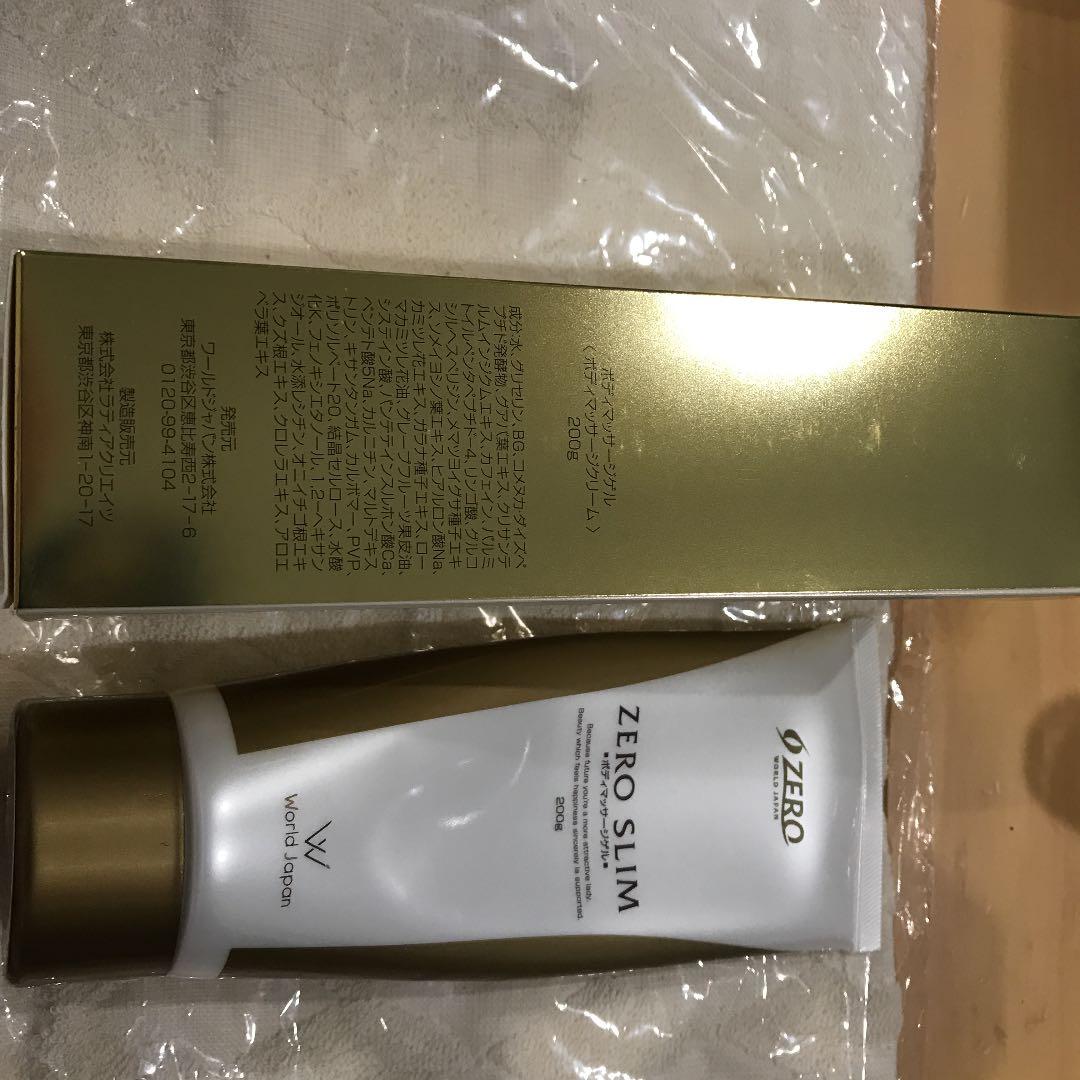 ボディマッサージゲル
〈ボディマッサージクリーム〉
200g
成分:水、グリセリン、BG、コメヌカ・ダイズペ
プチド発酵物、グアバ葉エキス、クリサンテ
ルムインジクムエキス、カフェイン、パルミ
トイルペンタペプチド-4、リンゴ酸、グルコ
シルヘスペリジン、メマツヨイグサ種子エキ
ス、ソメイヨシノ葉エキス、ヒアルロン酸Na、
カミツレ花エキス、ガラナ種子エキス、ロー
マカミツレ花油、グレープフルーツ果皮油、
システイン酸、パンテテインスルホン酸Ca、
ペンテト酸5Na、カルニチン、マルトデキス
トリン、キサンタンガム、カルボマー、PVP、
ポリソルベート20、結晶セルロース、水酸
化K、フェノキシエタノール、1,2-ヘキサン
ジオール、水添レシチン、オニイチゴ根エキ
ス、クズ根エキス、クロレラエキス、アロエ
ベラ葉エキス
発売元
ワールドジャパン株式会社
東京都渋谷区恵比寿西2-17-6
0120-994-104
製造販売元
株式会社ラティアクリエイツ
東京都渋谷区神南1-20-17
ZERO
WORLD JAPAN
ZERO SLIM
■ボディマッサージゲル■
Because future you're a more attractive lady.
Beauty which feels happiness sincerely is supported.
200g
W
World Japan